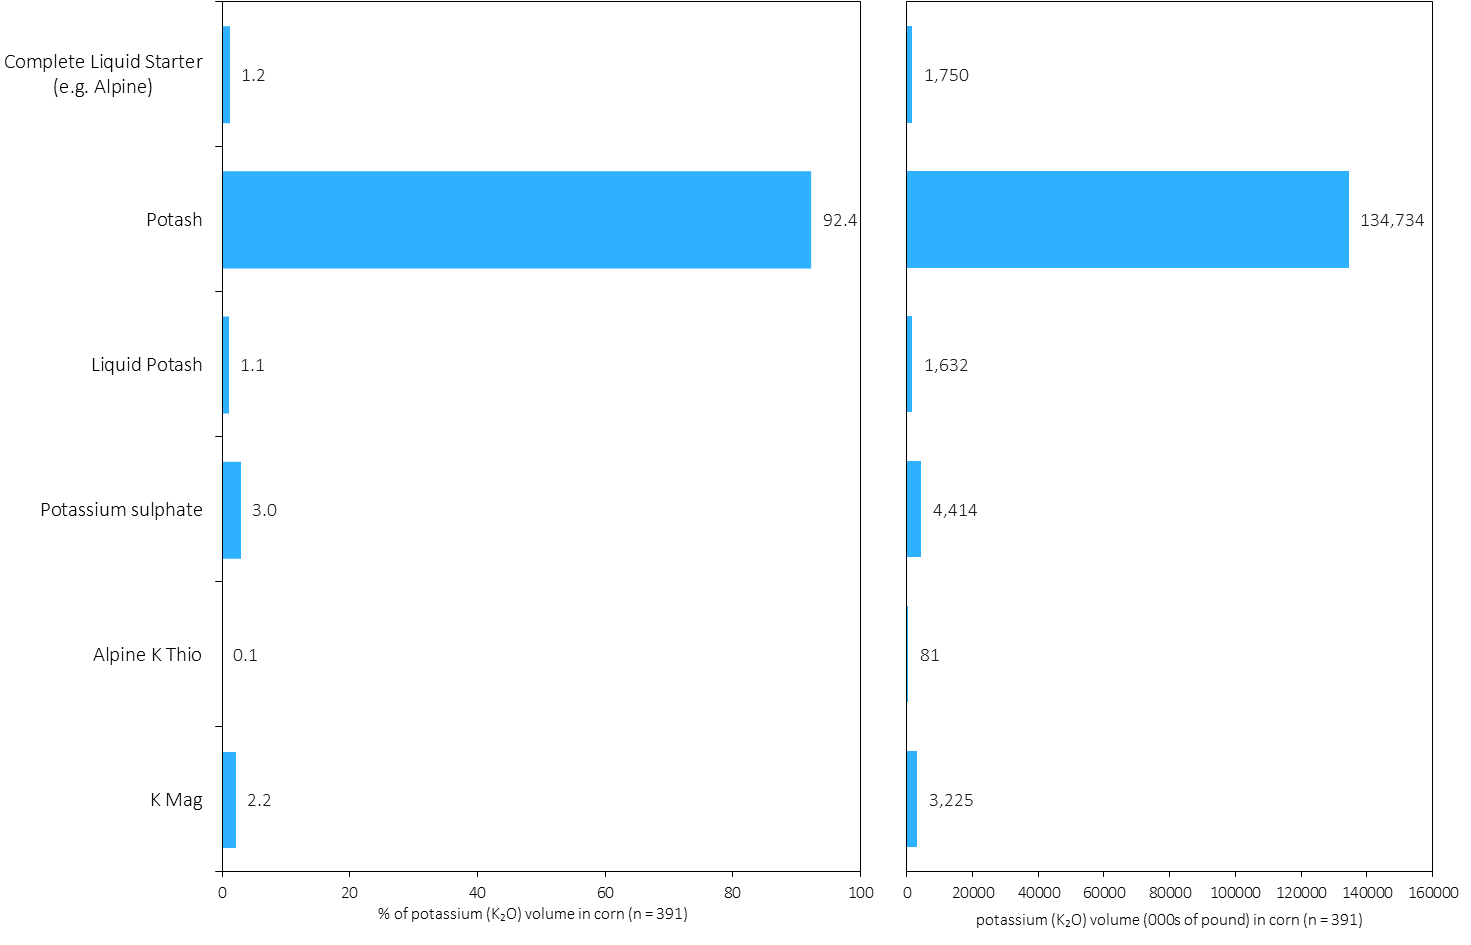 Complete Liquid Starter
(e.g. Alpine)
1.2
1,750
Potash
92.4
134,734
Liquid Potash
1.1
1,632
Potassium sulphate
3.0
4,414
Alpine K Thio
0.1
81
K Mag
2.2
3,225
0 20 40 60 80 100
% of potassium (K₂O) volume in corn (n = 391)
0 20000 40000 60000 80000 100000 120000 140000 160000
potassium (K₂O) volume (000s of pound) in corn (n = 391)